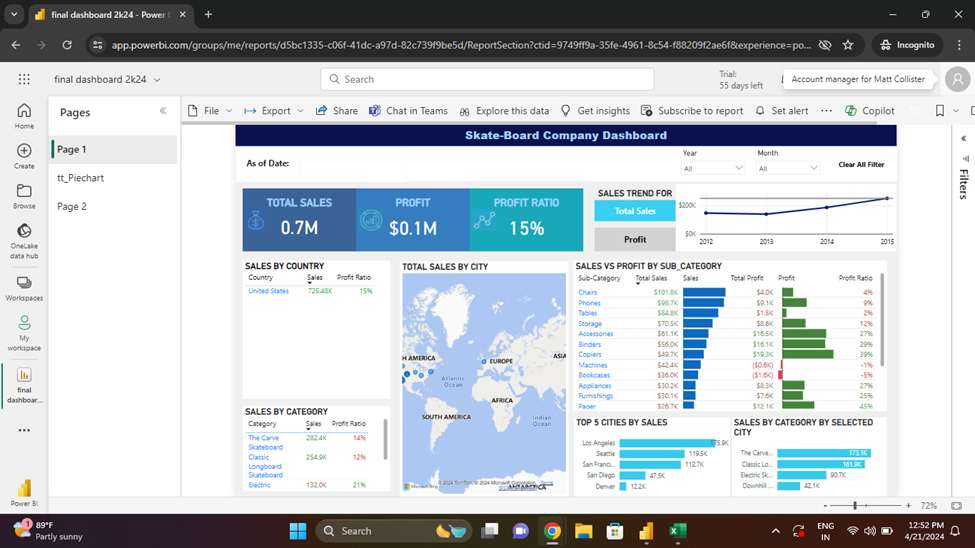 final dashboard 2k24 - Power
app.powerbi.com/groups/me/reports/d5bc1335-c06f-41dc-a97d-82c739f9be5d/ReportSection?ctid=9749ff9a-35fe-4961-8c54-f88209f2ae6f&experience=po...
Incognito
final dashboard 2k24
Search
Trial:
55 days left
Account manager for Matt Collister
Home
Create
Browse
OneLake
data hub
Workspaces
My
workspace
final
dashboar...
Power BI
Pages
Page 1
tt_Piechart
Page 2
File
Export
Share
Chat in Teams
Explore this data
Get insights
Subscribe to report
Set alert
Copilot
Filters
Skate-Board Company Dashboard
As of Date:
Year
All
Month
All
Clear All Filter
TOTAL SALES
0.7M
PROFIT
$0.1M
PROFIT RATIO
15%
SALES TREND FOR
Total Sales
Profit
$200K
$0K
2012 2013 2014 2015
SALES BY COUNTRY
Country Sales Profit Ratio
United States 725.48K 15%
SALES BY CATEGORY
Category Sales Profit Ratio
The Carve 282.4K 14%
Skateboard
Classic 254.9K 12%
Longboard
Skateboard
Electric 132.0K 21%
TOTAL SALES BY CITY
H AMERICA
EUROPE
ASIA
Atlantic
Ocean
AFRICA
SOUTH AMERICA
Indian
Ocean
ANTARCTICA
© 2024 TomTom, © 2024 Microsoft Corporation
SALES VS PROFIT BY SUB_CATEGORY
Sub-Category Total Sales Sales Total Profit Profit Profit Ratio
Chairs $101.8K $4.0K 4%
Phones $98.7K $9.1K 9%
Tables $84.8K $1.5K 2%
Storage $70.5K $8.6K 12%
Accessories $61.1K $16.5K 27%
Binders $56.0K $16.1K 29%
Copiers $49.7K $19.3K 39%
Machines $42.4K ($0.6K) -1%
Bookcases $36.0K ($1.6K) -5%
Appliances $30.2K $8.3K 27%
Furnishings $30.1K $7.6K 25%
Paper $26.7K $12.1K 45%
TOP 5 CITIES BY SALES
Los Angeles 175.9K
Seattle 119.5K
San Franci... 112.7K
San Diego 47.5K
Denver 12.2K
SALES BY CATEGORY BY SELECTED
CITY
The Carve... 173.1K
Classic Lo... 161.9K
Electric Sk... 90.7K
Downhill ... 42.1K
- + 72%
1
89°F
Partly sunny
Search
ENG
IN
12:52 PM
4/21/2024